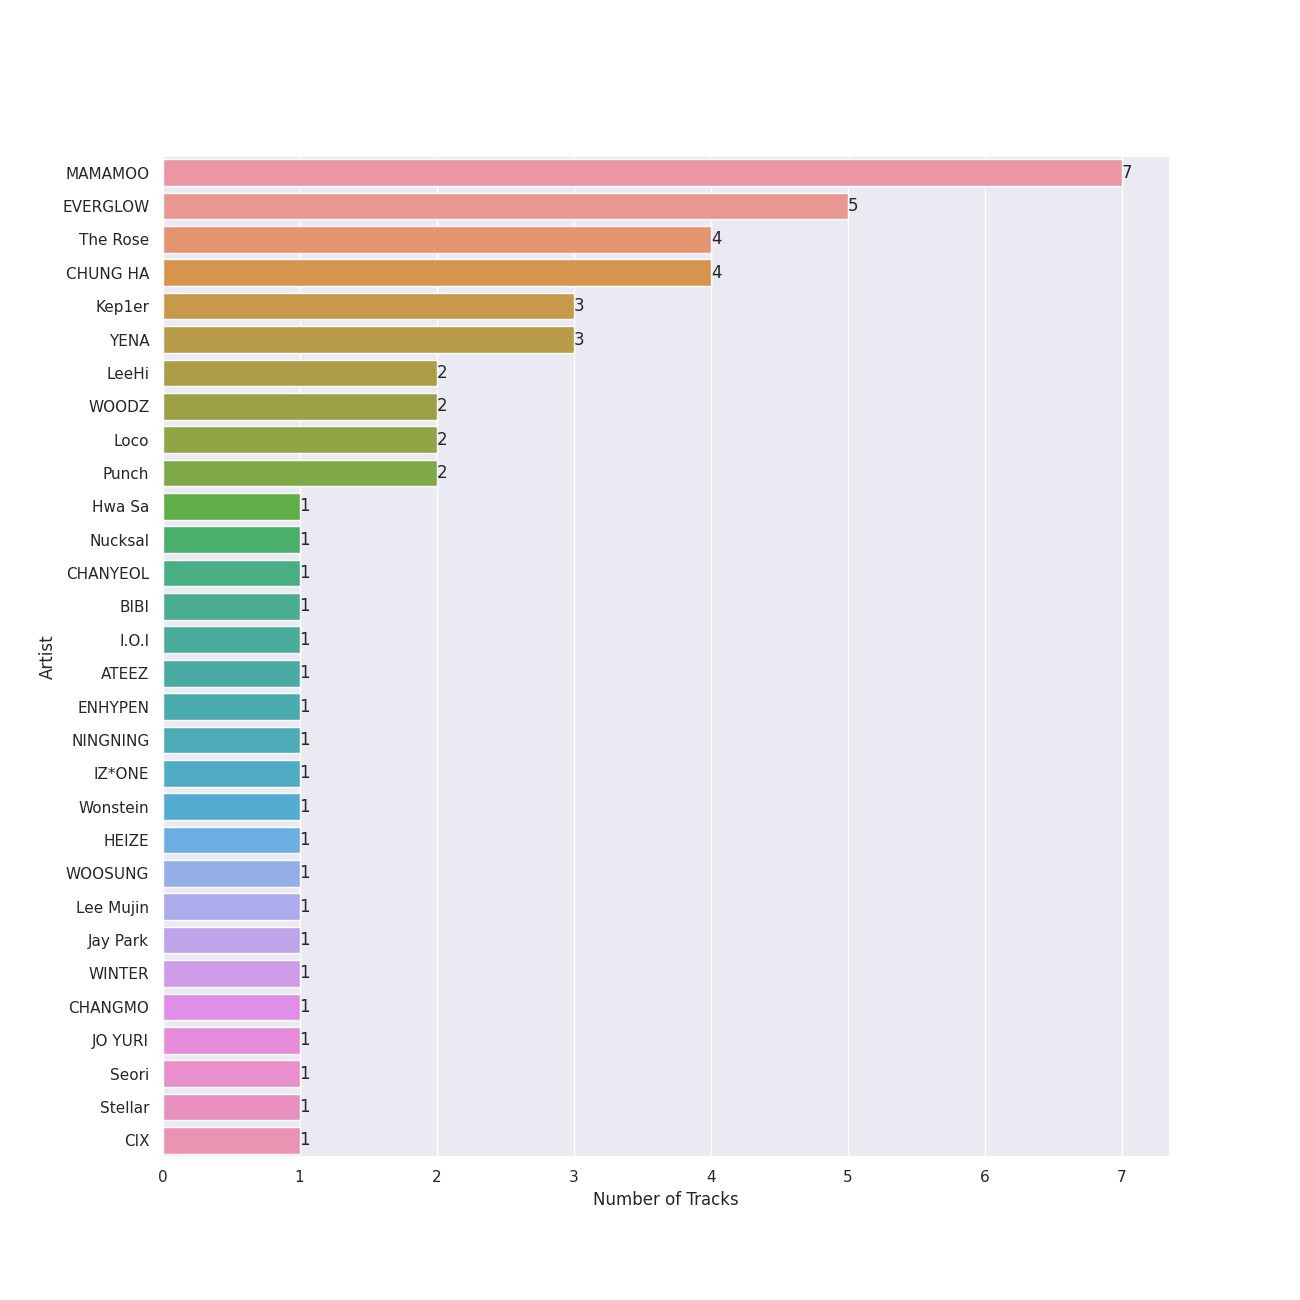 MAMAMOO 7
EVERGLOW 5
The Rose 4
CHUNG HA 4
Kep1er 3
YENA 3
LeeHi 2
WOODZ 2
Loco 2
Punch 2
Hwa Sa 1
Nucksal 1
CHANYEOL 1
BIBI 1
I.O.I 1
ATEEZ 1
ENHYPEN 1
NINGNING 1
IZ*ONE 1
Wonstein 1
HEIZE 1
WOOSUNG 1
Lee Mujin 1
Jay Park 1
WINTER 1
CHANGMO 1
JO YURI 1
Seori 1
Stellar 1
CIX 1
Artist
0 1 2 3 4 5 6 7
Number of Tracks